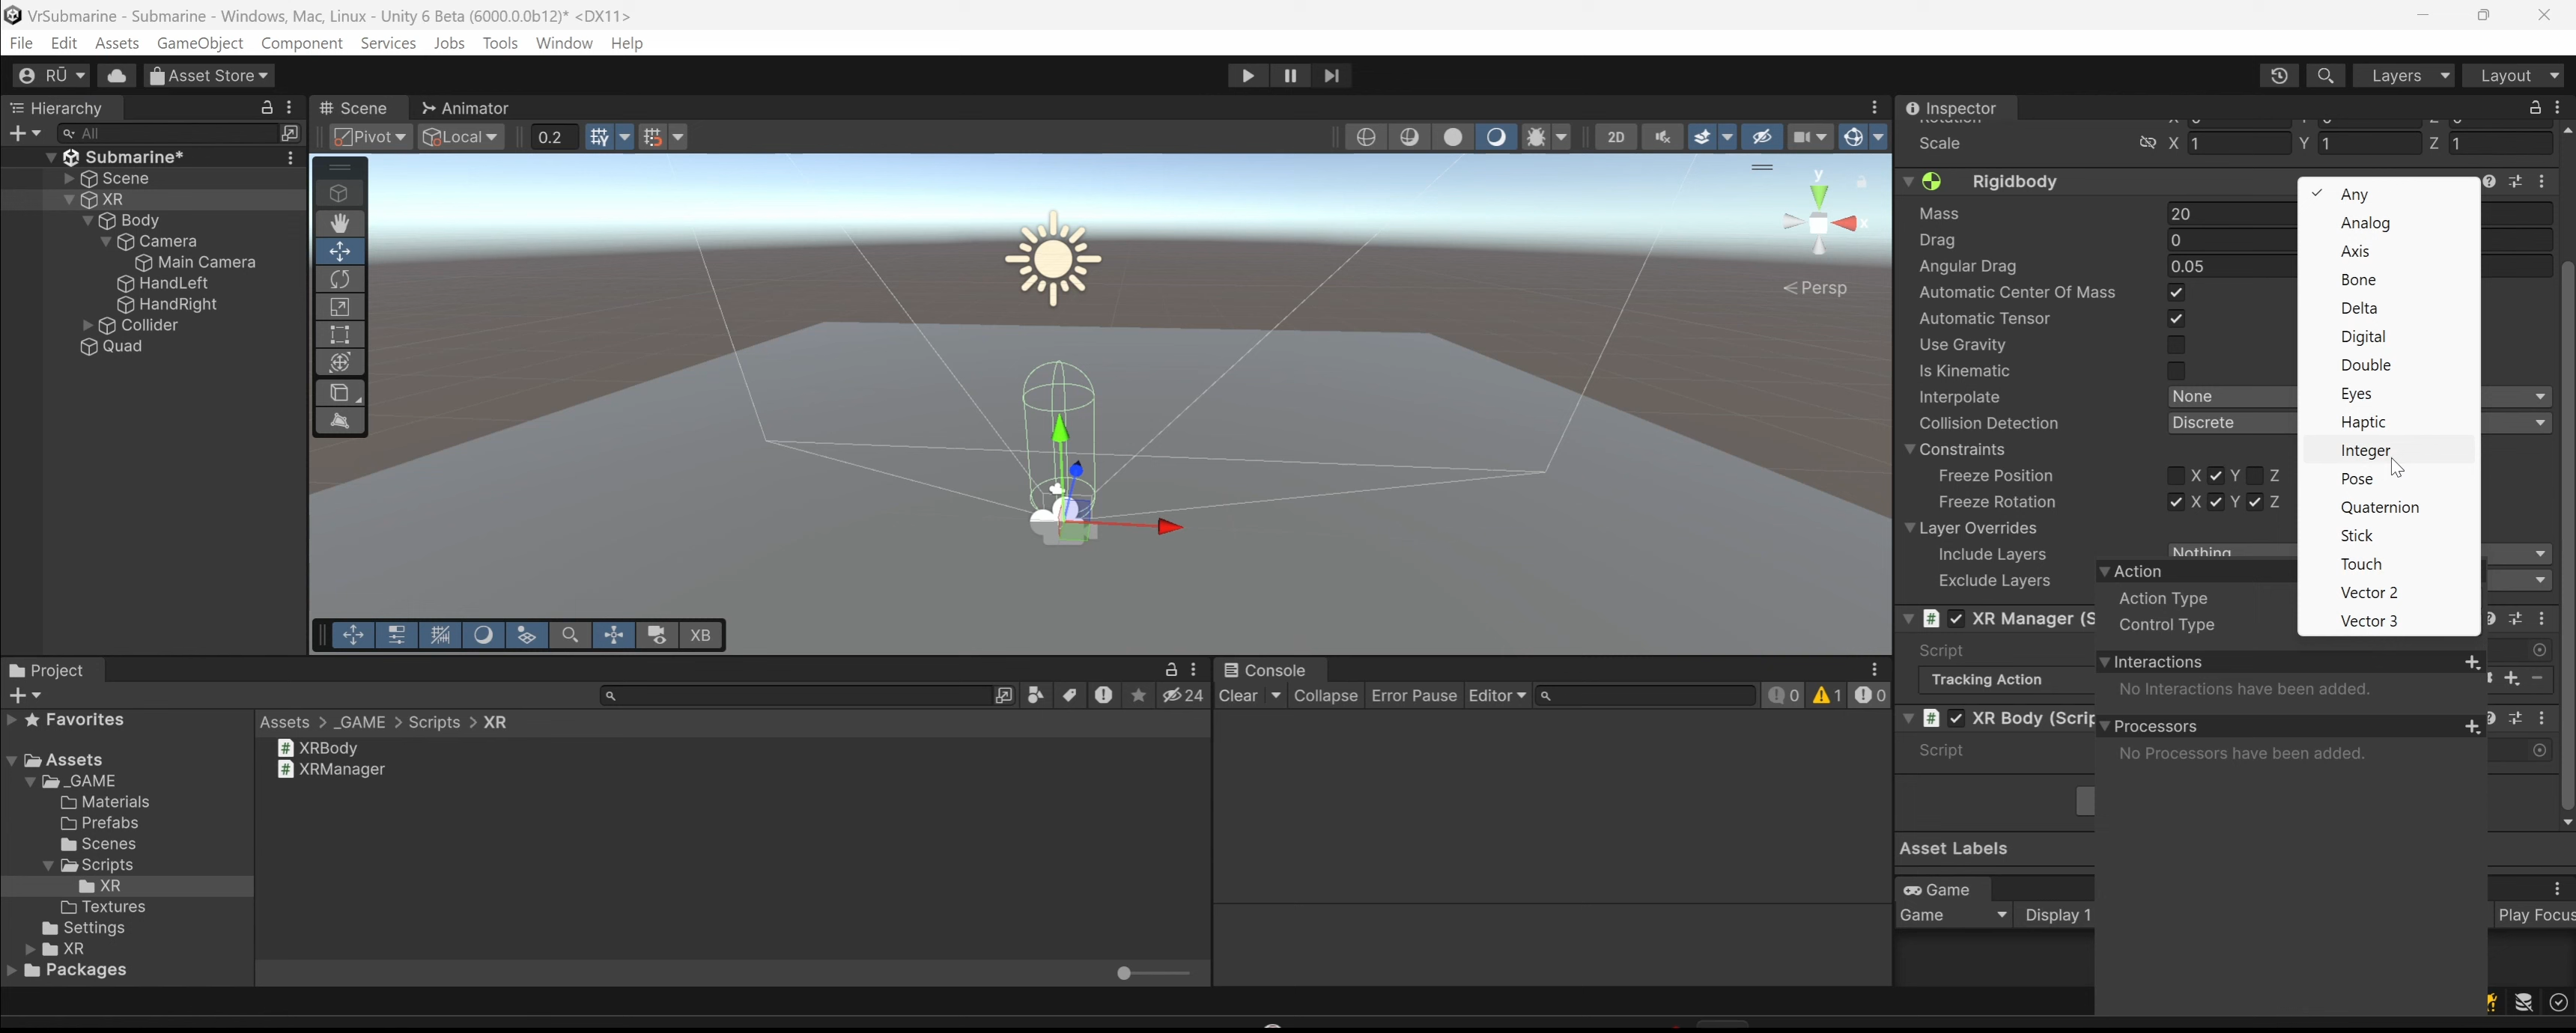 VrSubmarine - Submarine - Windows, Mac, Linux - Unity 6 Beta (6000.0.0b12)* <DX11>
File Edit Assets GameObject Component Services Jobs Tools Window Help
RŪ Asset Store Layers Layout
Hierarchy
All
Submarine*
Scene
XR
Body
Camera
Main Camera
HandLeft
HandRight
Collider
Quad
Scene Animator
Pivot Local 0.2 2D
y
x
Persp
XB
Inspector
Rotation
Scale X 1 Y 1 Z 1
Rigidbody
Mass 20
Drag 0
Angular Drag 0.05
Automatic Center Of Mass
Automatic Tensor
Use Gravity
Is Kinematic
Interpolate None
Collision Detection Discrete
Constraints
Freeze Position X Y Z
Freeze Rotation X Y Z
Layer Overrides
Include Layers Nothing
Exclude Layers
XR Manager (S
Script
Tracking Action
XR Body (Scrip
Script
Asset Labels
Any
Analog
Axis
Bone
Delta
Digital
Double
Eyes
Haptic
Integer
Pose
Quaternion
Stick
Touch
Vector 2
Vector 3
Action
Action Type
Control Type
Interactions
No Interactions have been added.
Processors
No Processors have been added.
Game
Game Display 1 Play Focus
Project
24
Favorites
Assets
_GAME
Materials
Prefabs
Scenes
Scripts
XR
Textures
Settings
XR
Packages
Assets > _GAME > Scripts > XR
XRBody
XRManager
Console
Clear Collapse Error Pause Editor 0 1 0